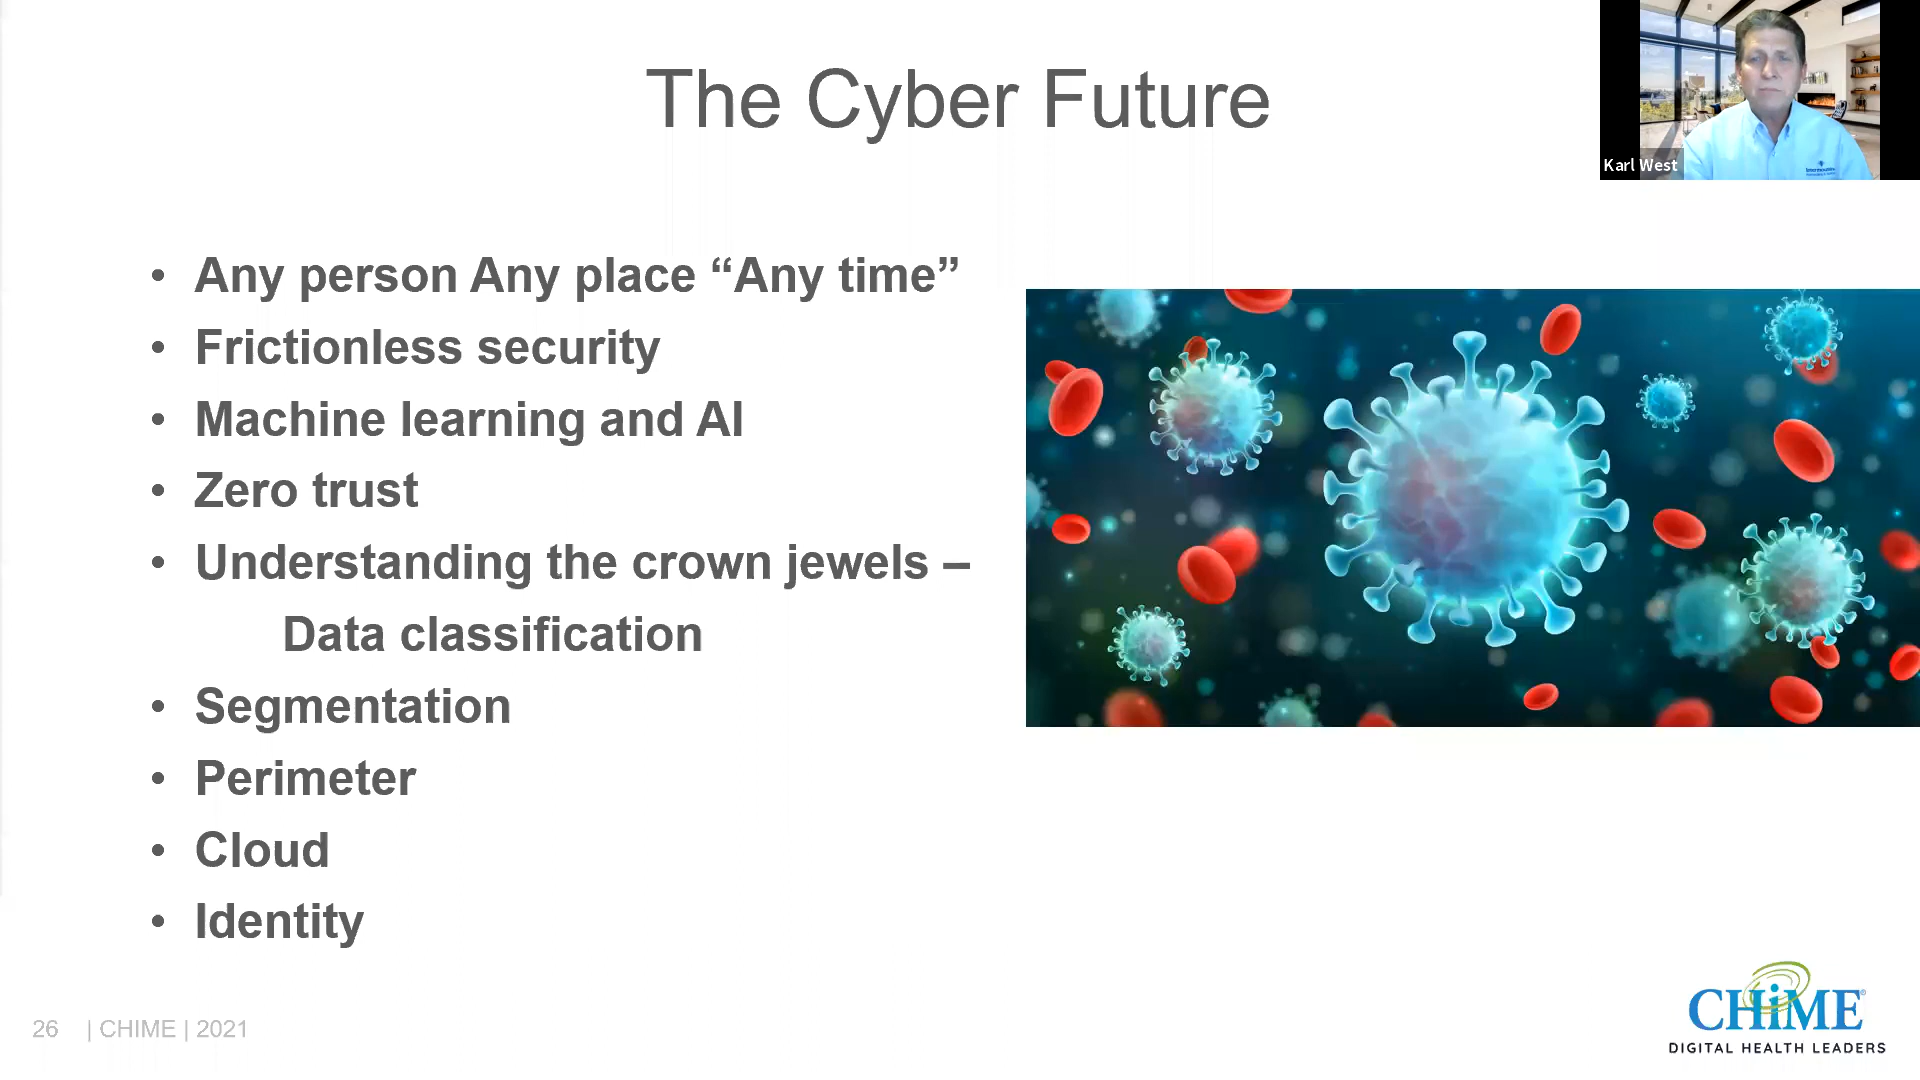 The Cyber Future
Karl West
• Any person Any place “Any time”
• Frictionless security
• Machine learning and AI
• Zero trust
• Understanding the crown jewels –
Data classification
• Segmentation
• Perimeter
• Cloud
• Identity
26 | CHIME | 2021
CHiME®
DIGITAL HEALTH LEADERS